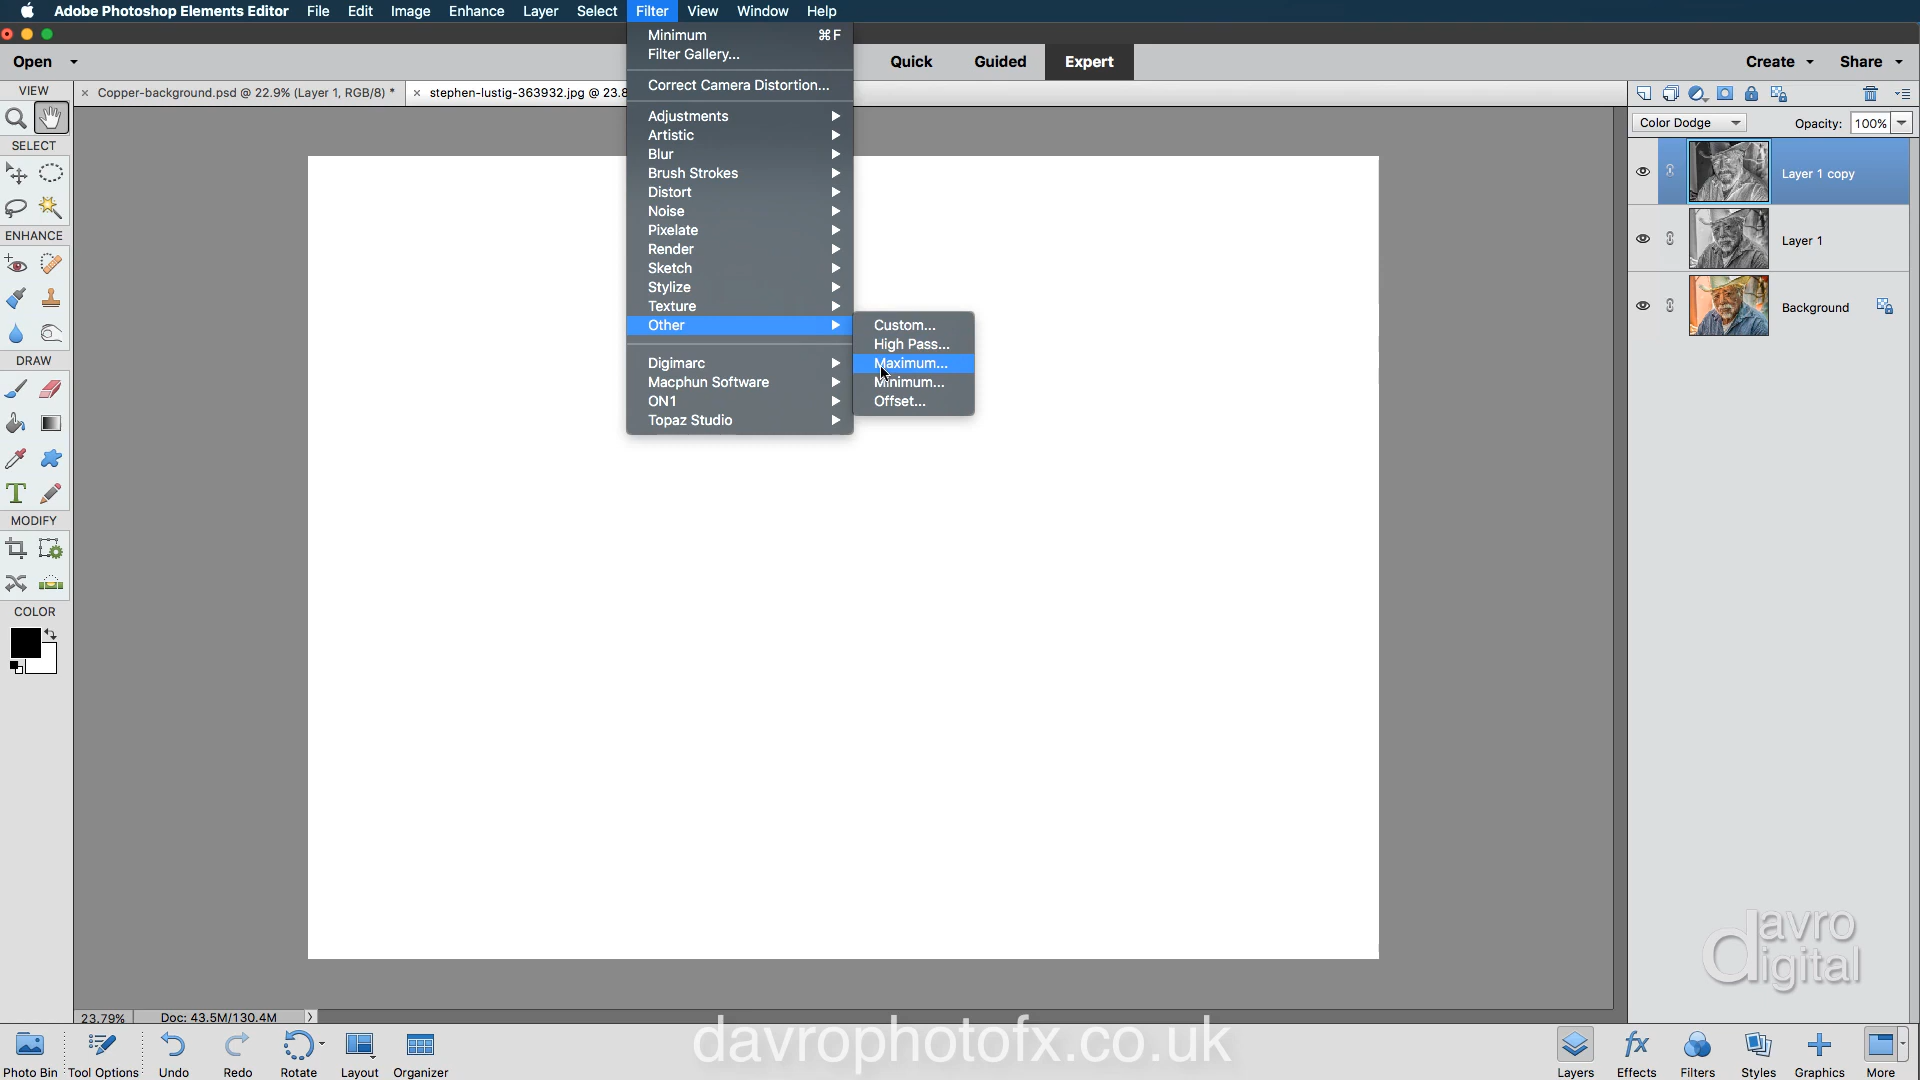 Adobe Photoshop Elements Editor File Edit Image Enhance Layer Select Filter View Window Help
Open
Quick Guided Expert
Create Share
Minimum ⌘F
Filter Gallery...
Correct Camera Distortion...
Adjustments
Artistic
Blur
Brush Strokes
Distort
Noise
Pixelate
Render
Sketch
Stylize
Texture
Other
Digimarc
Macphun Software
ON1
Topaz Studio
Custom...
High Pass...
Maximum...
Minimum...
Offset...
Copper-background.psd @ 22.9% (Layer 1, RGB/8) *
stephen-lustig-363932.jpg @ 23.8
VIEW
SELECT
ENHANCE
DRAW
MODIFY
COLOR
Color Dodge Opacity: 100%
Layer 1 copy
Layer 1
Background
davro
digital
23.79% Doc: 43.5M/130.4M
davrophotofx.co.uk
Photo Bin Tool Options Undo Redo Rotate Layout Organizer
fx
Layers Effects Filters Styles Graphics More